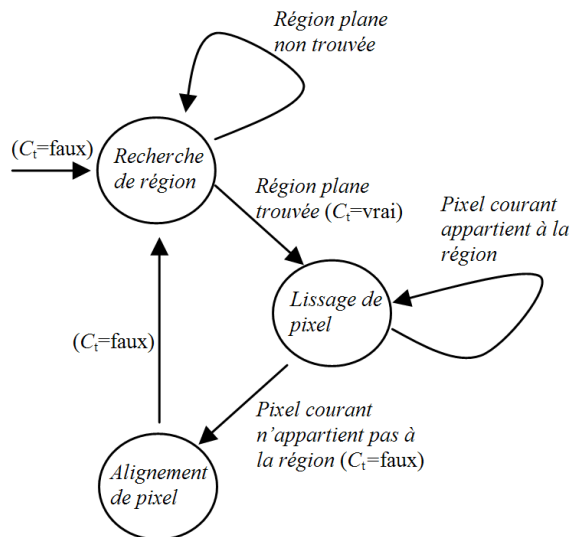 Région plane
non trouvée
(Ct=faux)
Recherche
de région
Région plane
trouvée (Ct=vrai)
Pixel courant
appartient à la
région
Lissage de
pixel
(Ct=faux)
Pixel courant
n'appartient pas à
la région (Ct=faux)
Alignement
de pixel